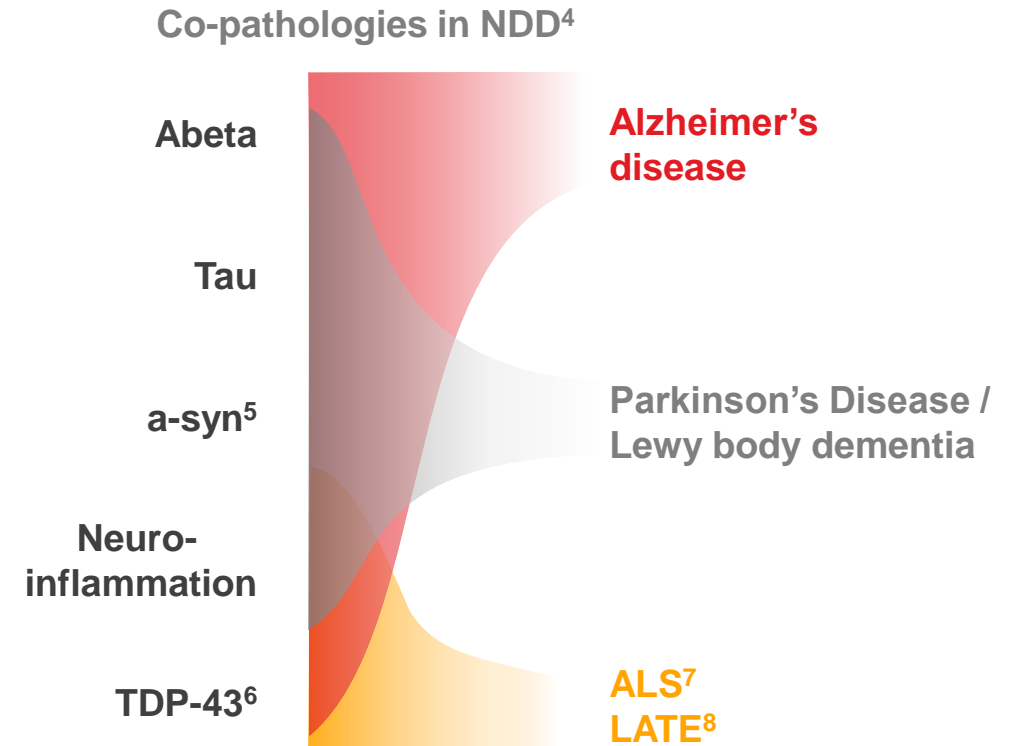 Co-pathologies in NDD⁴
Abeta
Tau
a-syn⁵
Neuro-
inflammation
TDP-43⁶
Alzheimer's
disease
Parkinson's Disease /
Lewy body dementia
ALS⁷
LATE⁸